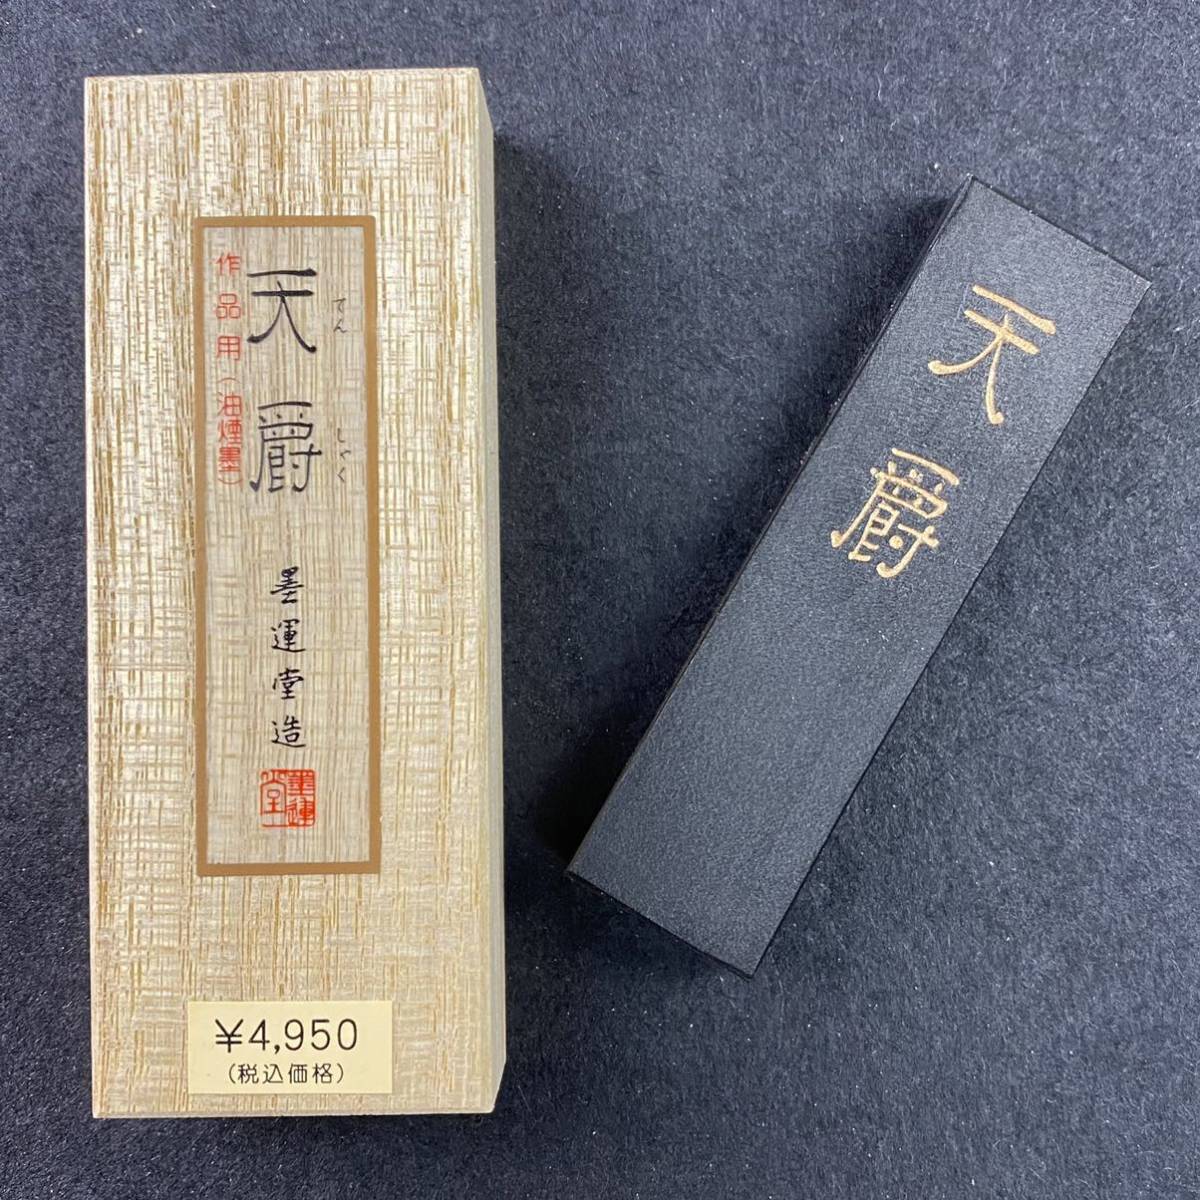 天爵
てん
しゃく
作品用(油煙墨)
墨運堂造
墨運堂
¥4,950
(税込価格)
天爵